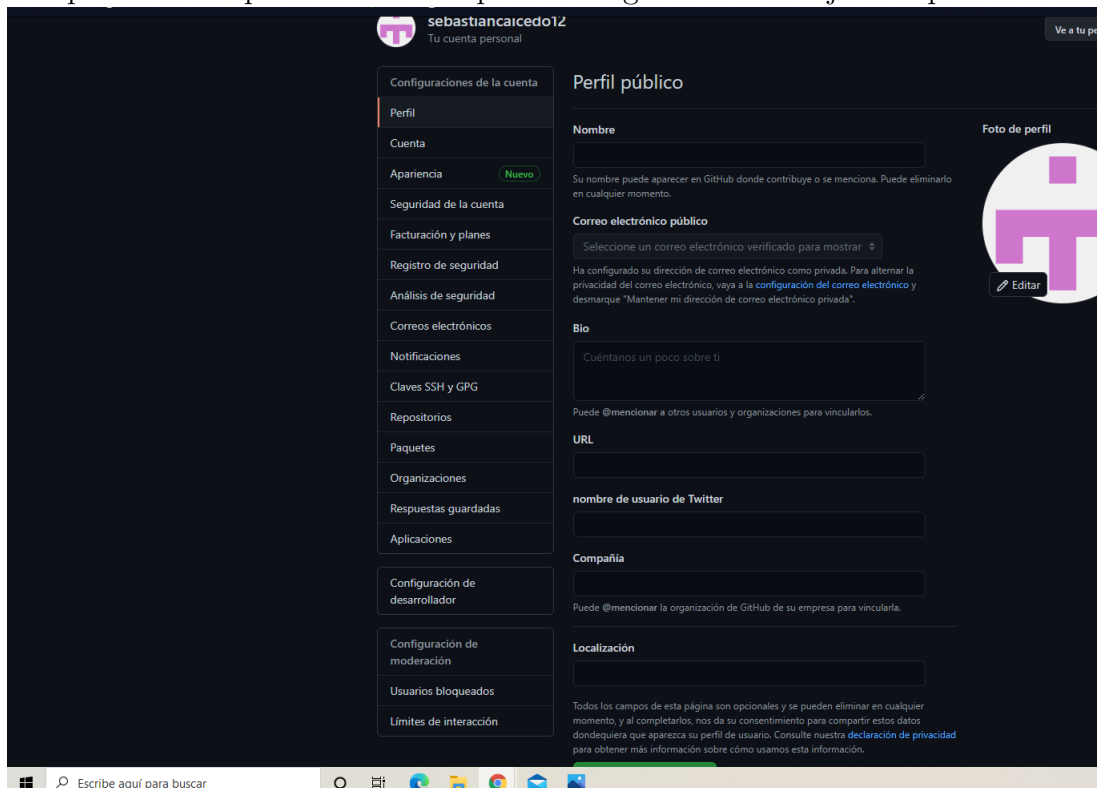 sebastiancaicedo12
Tu cuenta personal
Ve a tu pe
Configuraciones de la cuenta
Perfil
Cuenta
Apariencia Nuevo
Seguridad de la cuenta
Facturación y planes
Registro de seguridad
Análisis de seguridad
Correos electrónicos
Notificaciones
Claves SSH y GPG
Repositorios
Paquetes
Organizaciones
Respuestas guardadas
Aplicaciones
Configuración de
desarrollador
Configuración de
moderación
Usuarios bloqueados
Límites de interacción
Perfil público
Nombre
Su nombre puede aparecer en GitHub donde contribuye o se menciona. Puede eliminarlo
en cualquier momento.
Correo electrónico público
Seleccione un correo electrónico verificado para mostrar
Ha configurado su dirección de correo electrónico como privada. Para alternar la
privacidad del correo electrónico, vaya a la configuración del correo electrónico y
desmarque "Mantener mi dirección de correo electrónico privada".
Bio
Cuéntanos un poco sobre ti
Puede @mencionar a otros usuarios y organizaciones para vincularlos.
URL
nombre de usuario de Twitter
Compañía
Puede @mencionar la organización de GitHub de su empresa para vincularla.
Localización
Todos los campos de esta página son opcionales y se pueden eliminar en cualquier
momento, y al completarlos, nos da su consentimiento para compartir estos datos
dondequiera que aparezca su perfil de usuario. Consulte nuestra declaración de privacidad
para obtener más información sobre cómo usamos esta información.
Foto de perfil
Editar
Escribe aquí para buscar